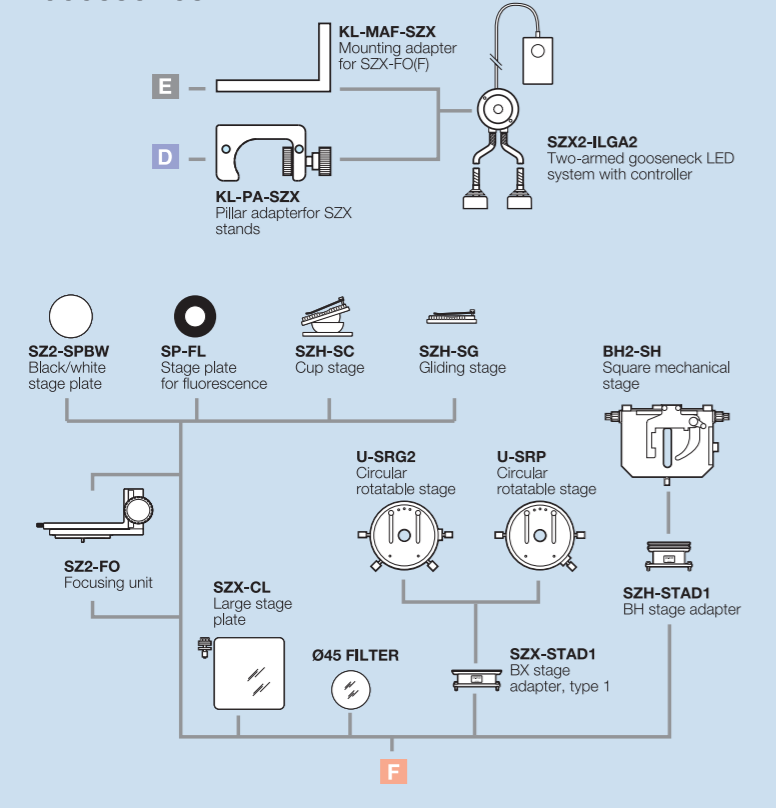 KL-MAF-SZX
Mounting adapter
for SZX-FO(F)
E
SZX2-ILGA2
Two-armed gooseneck LED
system with controller
D
KL-PA-SZX
Pillar adapterfor SZX
stands
SZ2-SPBW
Black/white
stage plate
SP-FL
Stage plate
for fluorescence
SZH-SC
Cup stage
SZH-SG
Gliding stage
BH2-SH
Square mechanical
stage
U-SRG2
Circular
rotatable stage
U-SRP
Circular
rotatable stage
SZ2-FO
Focusing unit
SZX-CL
Large stage
plate
Ø45 FILTER
SZX-STAD1
BX stage
adapter, type 1
SZH-STAD1
BH stage adapter
F